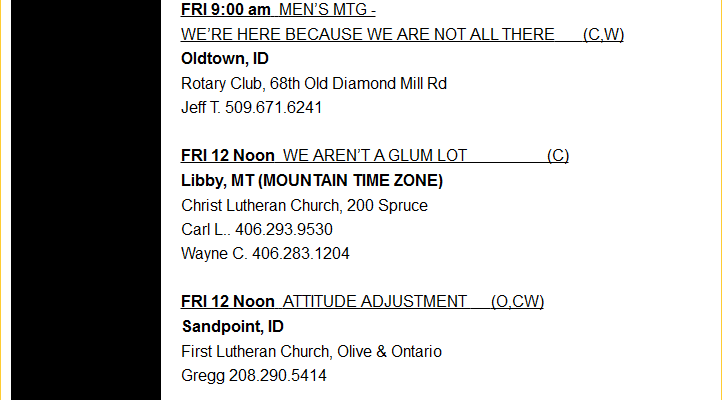 FRI 9:00 am  MEN'S MTG -
WE'RE HERE BECAUSE WE ARE NOT ALL THERE (C,W)
Oldtown, ID
Rotary Club, 68th Old Diamond Mill Rd
Jeff T. 509.671.6241
FRI 12 Noon  WE AREN'T A GLUM LOT (C)
Libby, MT (MOUNTAIN TIME ZONE)
Christ Lutheran Church, 200 Spruce
Carl L.. 406.293.9530
Wayne C. 406.283.1204
FRI 12 Noon  ATTITUDE ADJUSTMENT (O,CW)
Sandpoint, ID
First Lutheran Church, Olive & Ontario
Gregg 208.290.5414